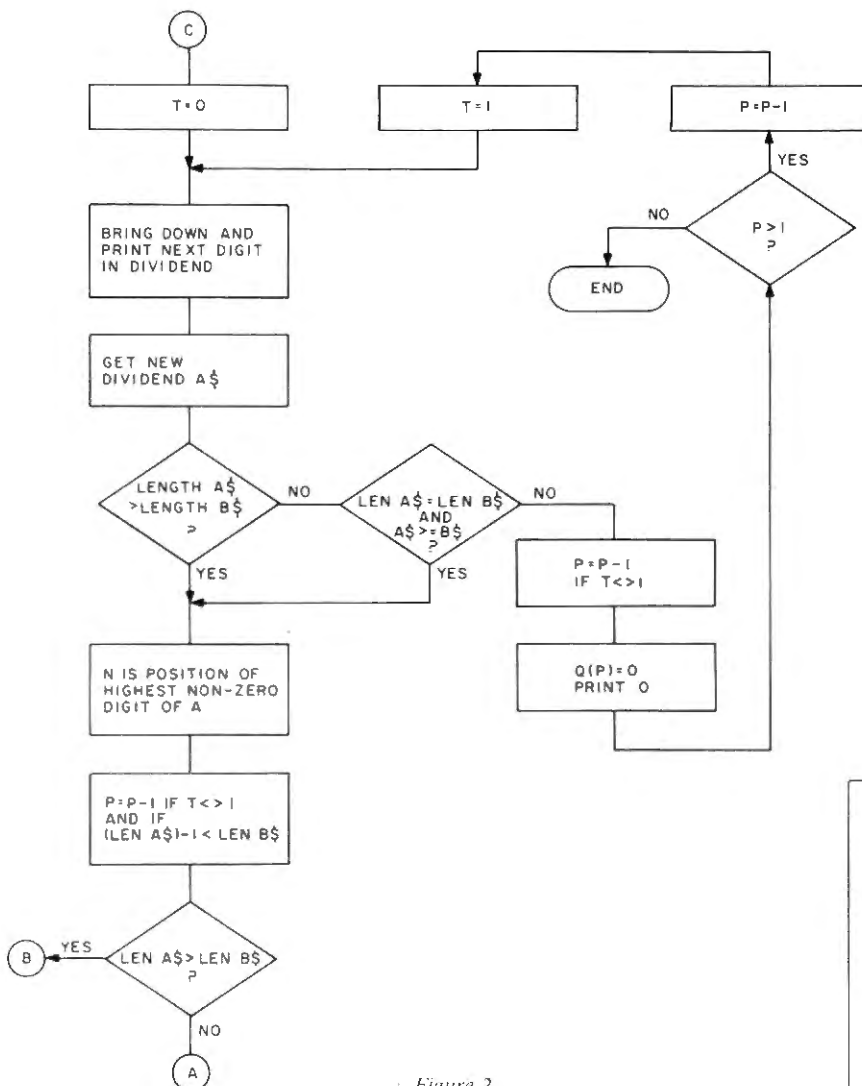 C
T=0
T=1
P=P-1
YES
NO
P>1
?
END
BRING DOWN AND
PRINT NEXT DIGIT
IN DIVIDEND
GET NEW
DIVIDEND A$
LENGTH A$
>LENGTH B$
?
NO
YES
LEN A$=LEN B$
AND
A$>=B$
?
NO
YES
P=P-1
IF T<>1
Q(P)=0
PRINT 0
N IS POSITION OF
HIGHEST NON-ZERO
DIGIT OF A
P=P-1 IF T<>1
AND IF
(LEN A$)-1< LEN B$
B
YES
LEN A$>LEN B$
?
NO
A
Figure 2